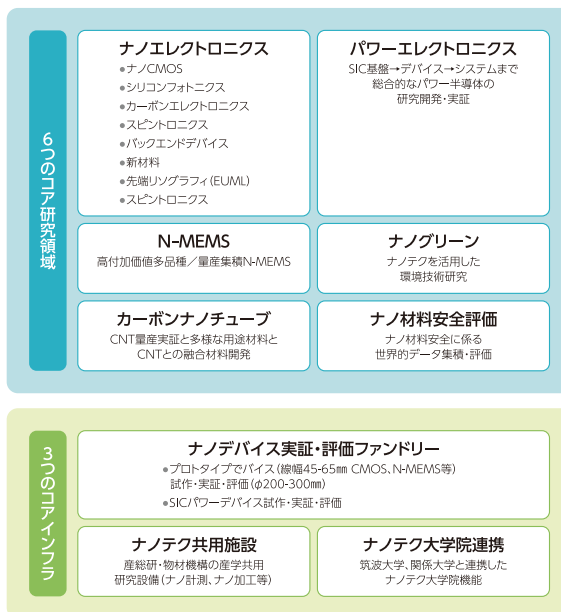 6つのコア研究領域
ナノエレクトロニクス
●ナノCMOS
●シリコンフォトニクス
●カーボンエレクトロニクス
●スピントロニクス
●バックエンドデバイス
●新材料
●先端リングラフィ(EUML)
●スピントロニクス
パワーエレクトロニクス
SIC基盤→デバイス→システムまで
総合的なパワー半導体の
研究開発・実証
N-MEMS
高付加価値多品種／量産集積N-MEMS
ナノグリーン
ナノテクを活用した
環境技術研究
カーボンナノチューブ
CNT量産実証と多様な用途材料と
CNTとの融合材料開発
ナノ材料安全評価
ナノ材料安全に係る
世界的データ集積・評価
3つのコアインフラ
ナノデバイス実証・評価ファンドリー
●プロトタイプでバイス(線幅45-65㎜ CMOS、N-MEMS等)
試作・実証・評価(φ200-300㎜)
●SICパワーデバイス試作・実証・評価
ナノテク共用施設
産総研・物材機構の産学共用
研究設備(ナノ計測、ナノ加工等)
ナノテク大学院連携
筑波大学、関係大学と連携した
ナノテク大学院機能